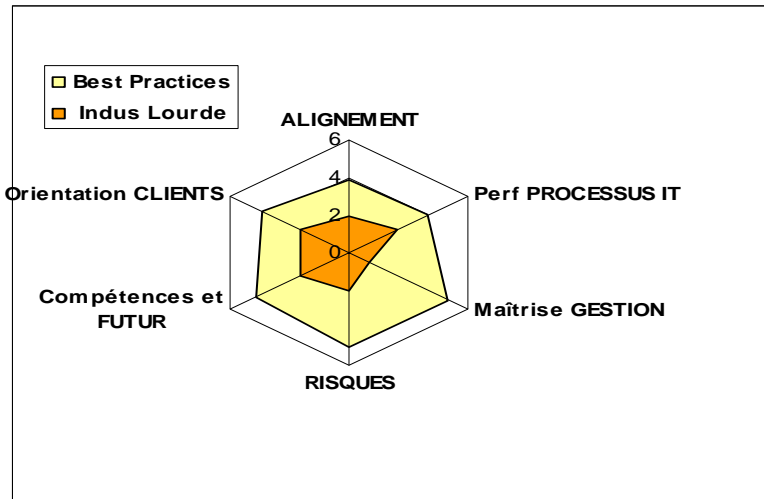 Best Practices
Indus Lourde
ALIGNEMENT
6
4
2
0
Orientation CLIENTS
Perf PROCESSUS IT
Compétences et
FUTUR
Maîtrise GESTION
RISQUES